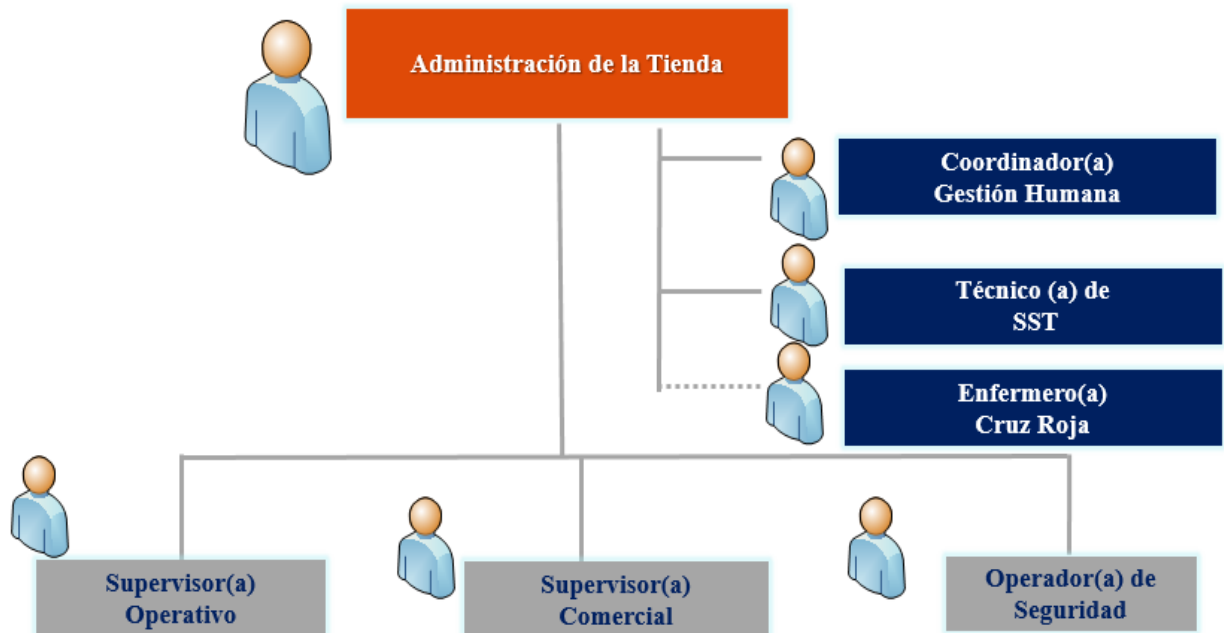 Administración de la Tienda
Coordinador(a)
Gestión Humana
Técnico (a) de
SST
Enfermero(a)
Cruz Roja
Supervisor(a)
Operativo
Supervisor(a)
Comercial
Operador(a) de
Seguridad